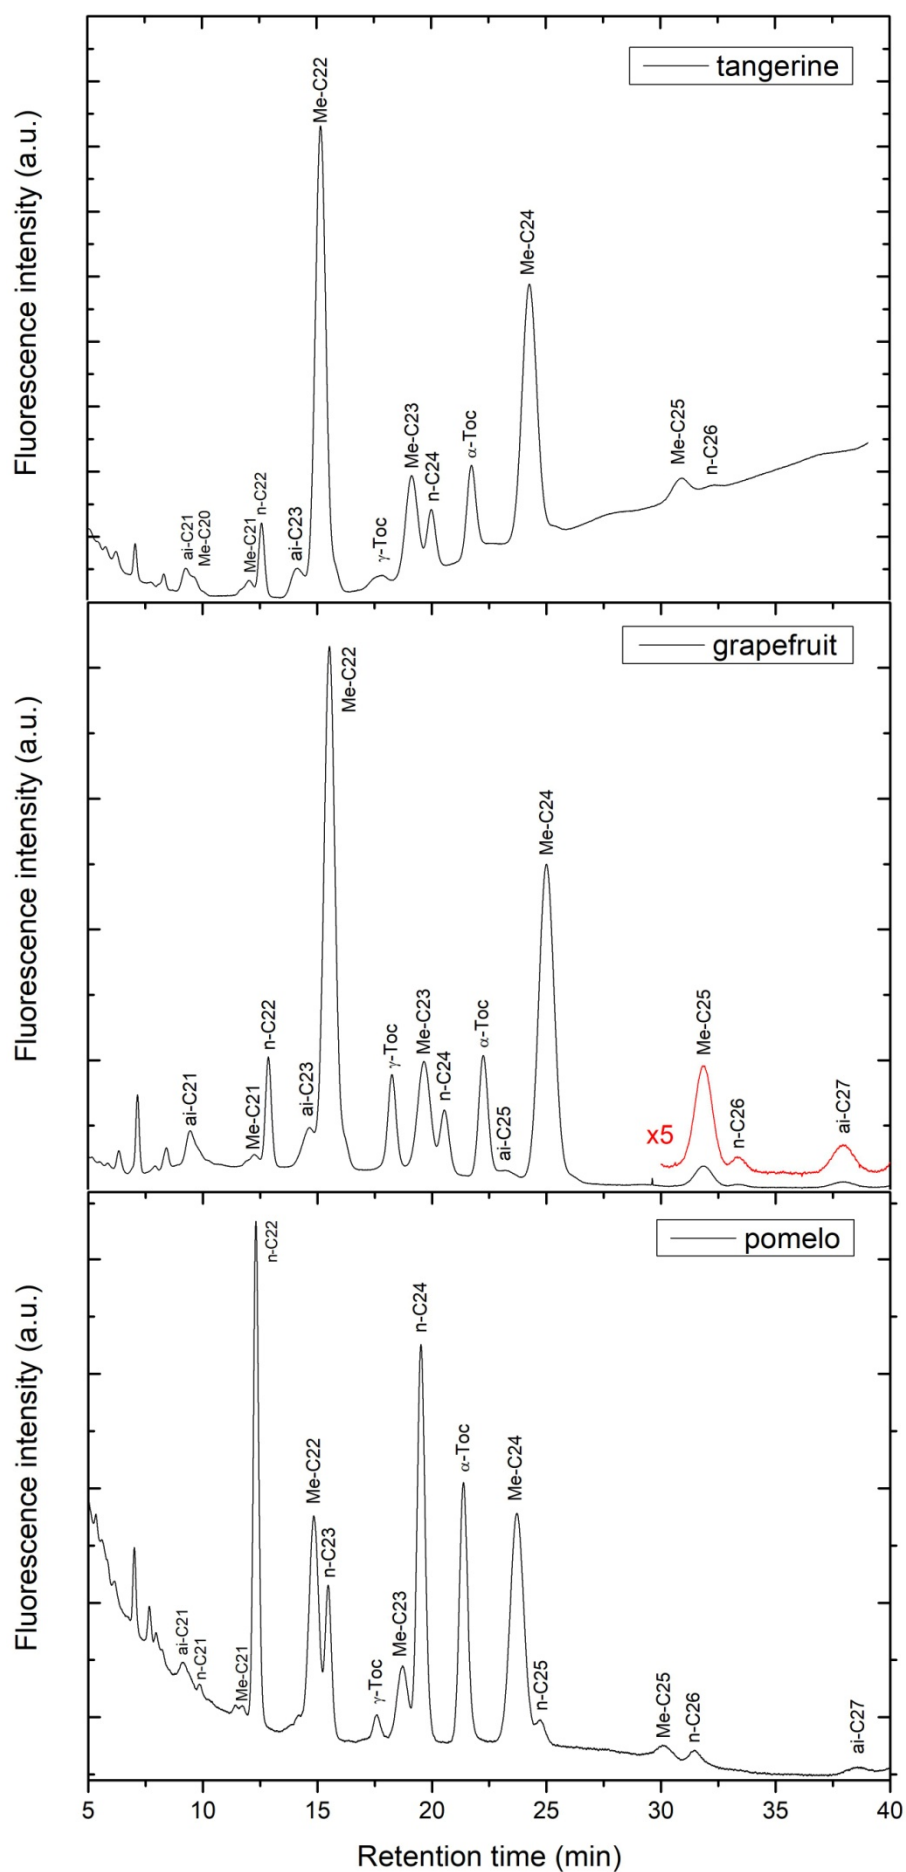 tangerine
Fluorescence intensity (a.u.)
ai-C21
Me-C20
Me-C21
n-C22
ai-C23
Me-C22
γ-Toc
Me-C23
n-C24
α-Toc
Me-C24
Me-C25
n-C26
grapefruit
Fluorescence intensity (a.u.)
ai-C21
Me-C21
n-C22
ai-C23
Me-C22
γ-Toc
Me-C23
n-C24
α-Toc
ai-C25
Me-C24
x5
Me-C25
n-C26
ai-C27
pomelo
Fluorescence intensity (a.u.)
ai-C21
n-C21
Me-C21
n-C22
Me-C22
n-C23
γ-Toc
Me-C23
n-C24
α-Toc
Me-C24
n-C25
Me-C25
n-C26
ai-C27
5 10 15 20 25 30 35 40
Retention time (min)